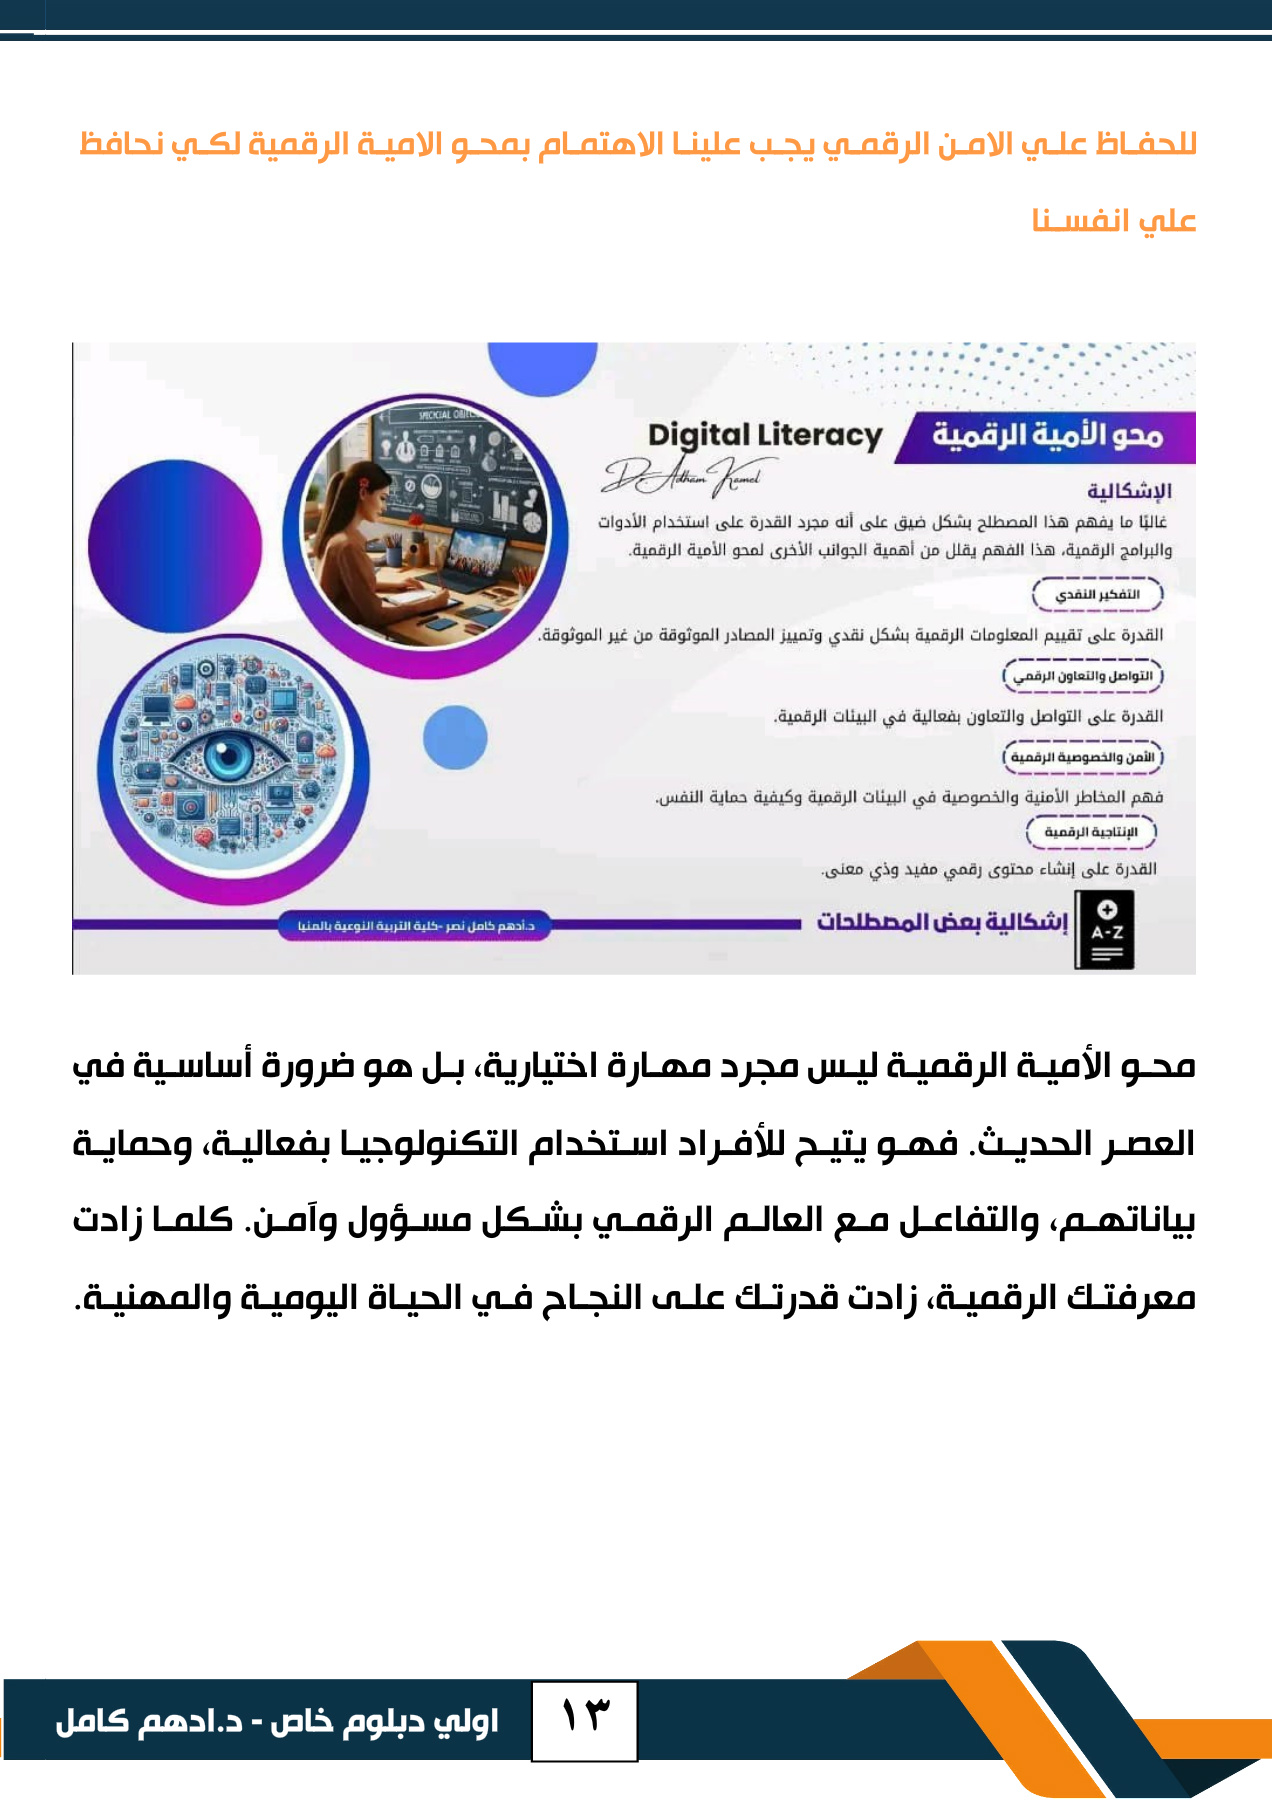 للحفاظ علي الامن الرقمي يجب علينا الاهتمام بمحو الامية الرقمية لكي نحافظ
علي انفسنا
محو الأمية الرقمية
Digital Literacy
Dr. Adham Kamel
الإشكالية
غالبًا ما يفهم هذا المصطلح بشكل ضيق على أنه مجرد القدرة على استخدام الأدوات
والبرامج الرقمية، هذا الفهم يقلل من أهمية الجوانب الأخرى لمحو الأمية الرقمية.
التفكير النقدي
القدرة على تقييم المعلومات الرقمية بشكل نقدي وتمييز المصادر الموثوقة من غير الموثوقة.
التواصل والتعاون الرقمي
القدرة على التواصل والتعاون بفعالية في البيئات الرقمية.
الأمن والخصوصية الرقمية
فهم المخاطر الأمنية والخصوصية في البيئات الرقمية وكيفية حماية النفس.
الإنتاجية الرقمية
القدرة على إنشاء محتوى رقمي مفيد وذي معنى.
A-Z
إشكالية بعض المصطلحات
د.أدهم كامل نصر -كلية التربية النوعية بالمنيا
محو الأمية الرقمية ليس مجرد مهارة اختيارية، بل هو ضرورة أساسية في
العصر الحديث. فهو يتيح للأفراد استخدام التكنولوجيا بفعالية، وحماية
بياناتهم، والتفاعل مع العالم الرقمي بشكل مسؤول وآمن. كلما زادت
معرفتك الرقمية، زادت قدرتك على النجاح في الحياة اليومية والمهنية.
١٣
اولي دبلوم خاص - د.ادهم كامل